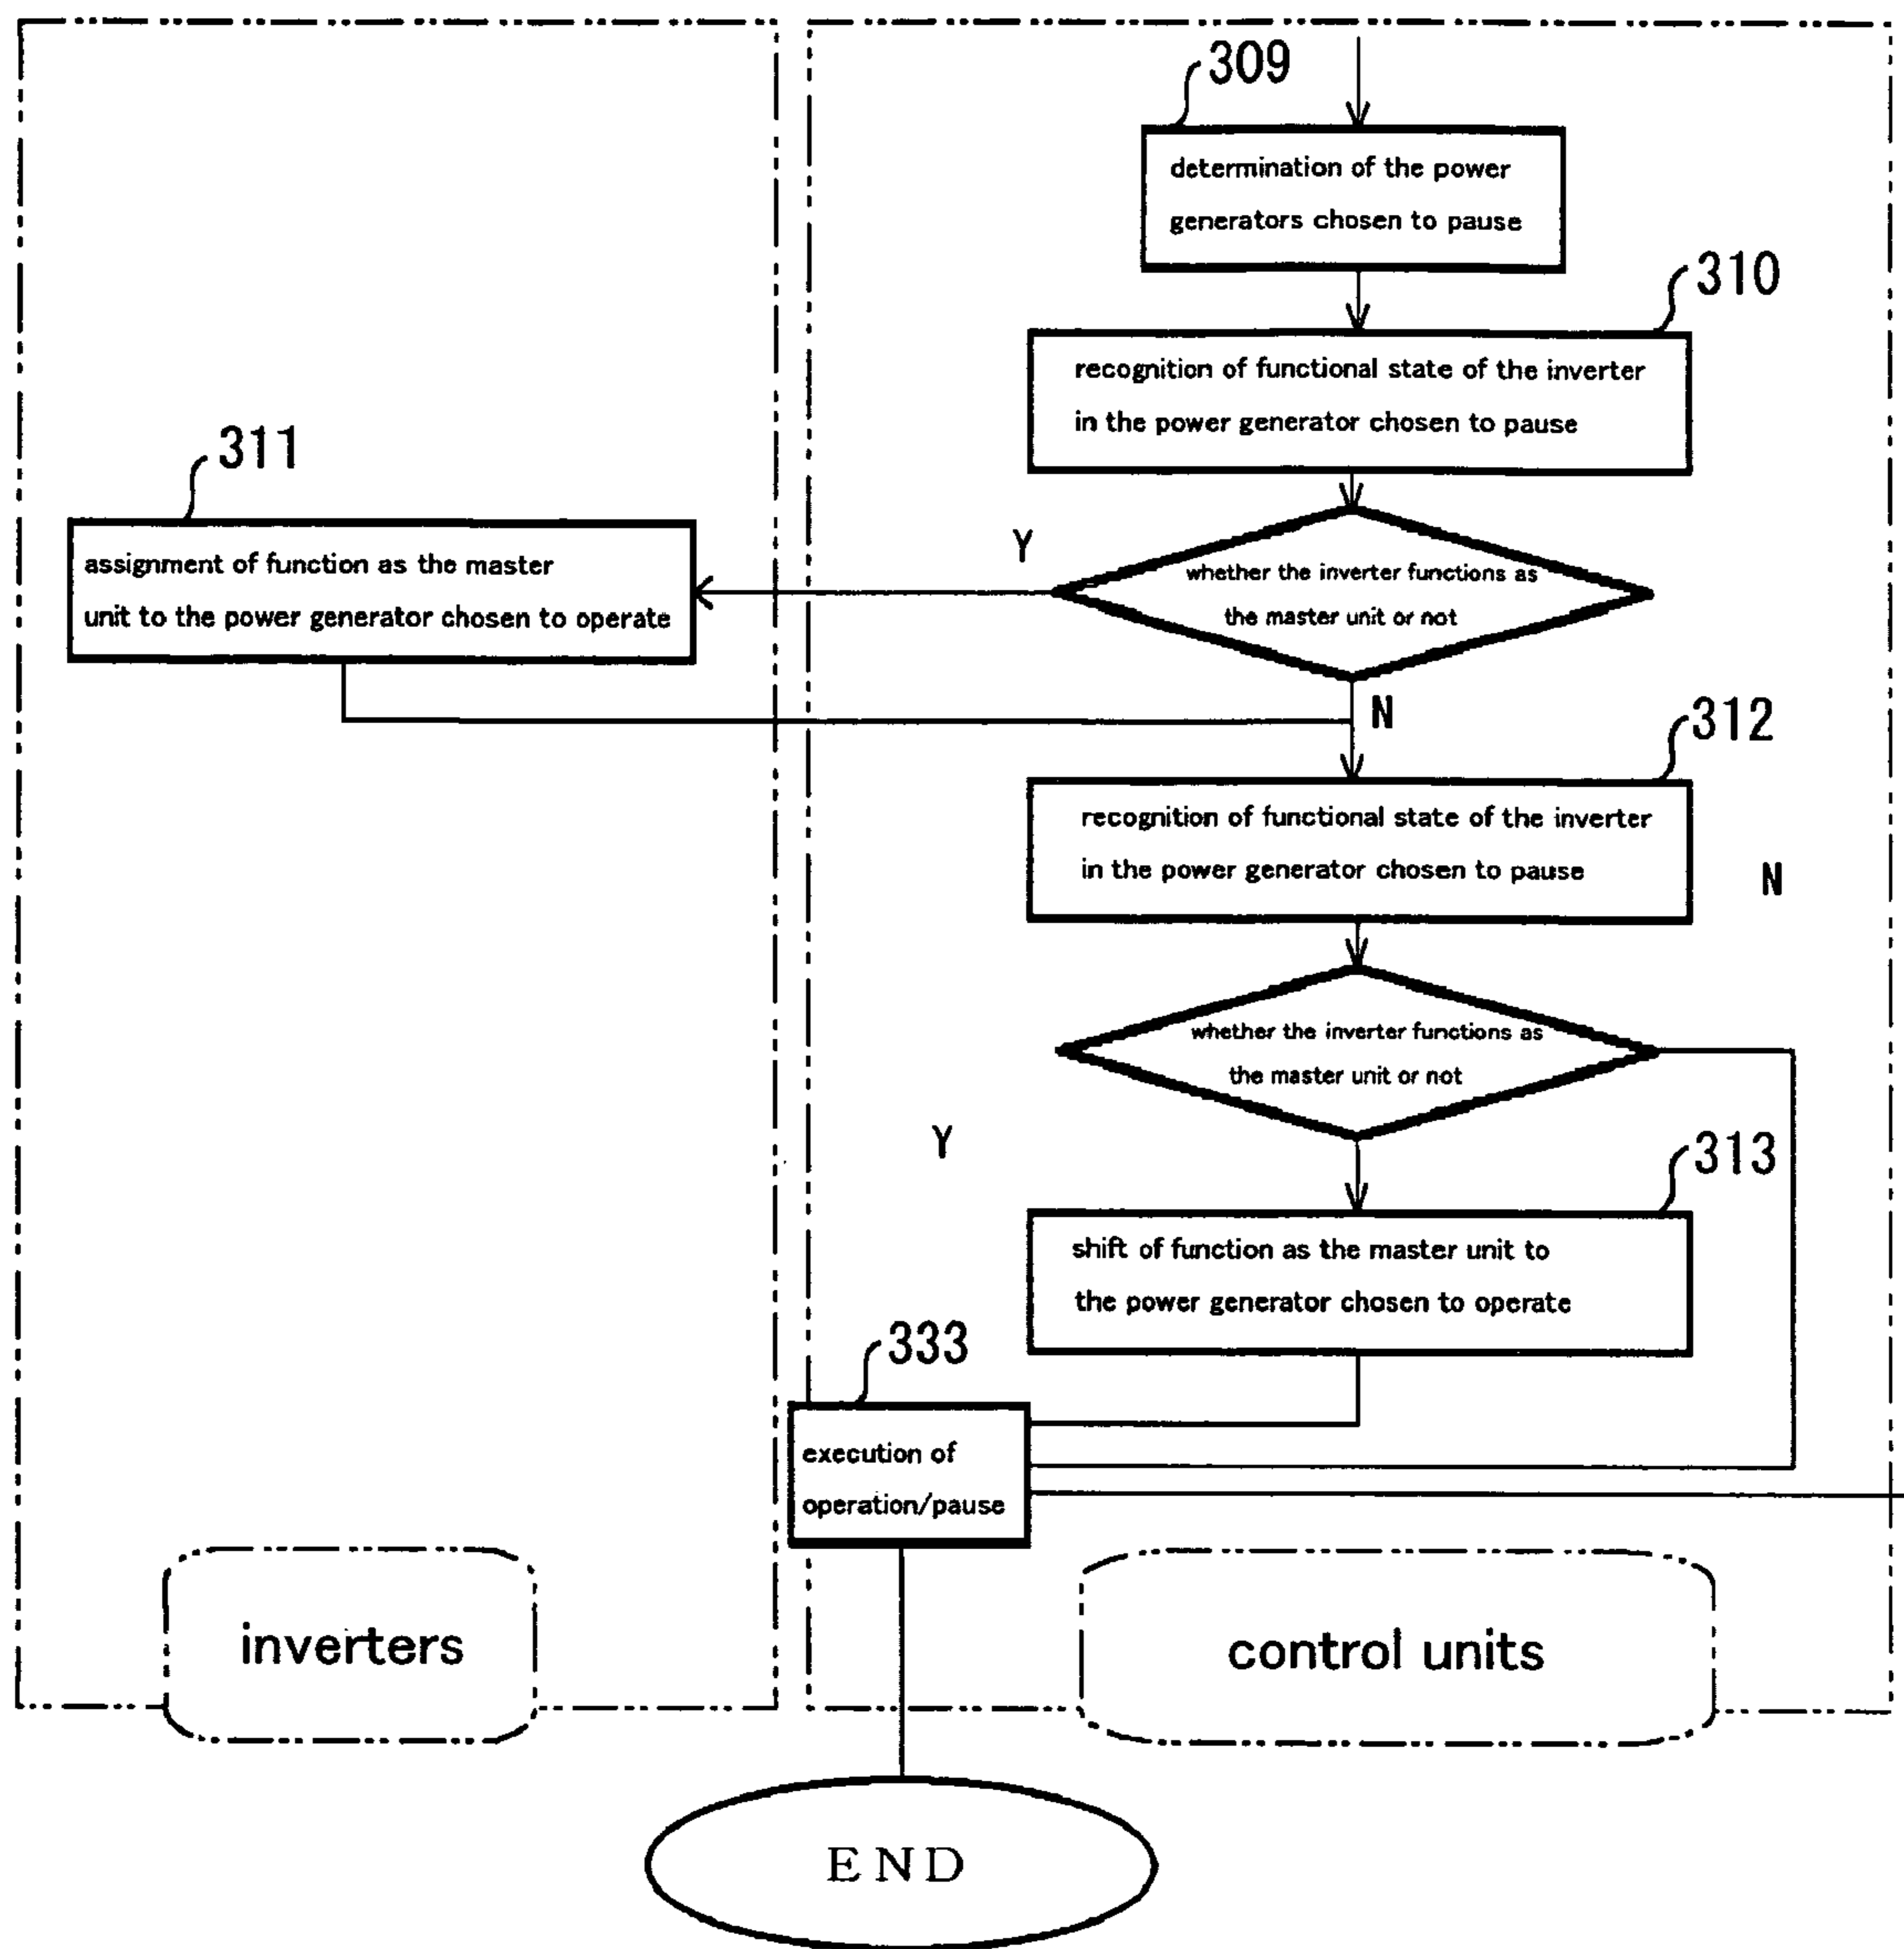 309
determination of the power
generators chosen to pause
310
recognition of functional state of the inverter
in the power generator chosen to pause
311
assignment of function as the master
unit to the power generator chosen to operate
Y
whether the inverter functions as
the master unit or not
N
312
recognition of functional state of the inverter
in the power generator chosen to pause
N
whether the inverter functions as
the master unit or not
Y
313
shift of function as the master unit to
the power generator chosen to operate
333
execution of
operation/pause
inverters
control units
END